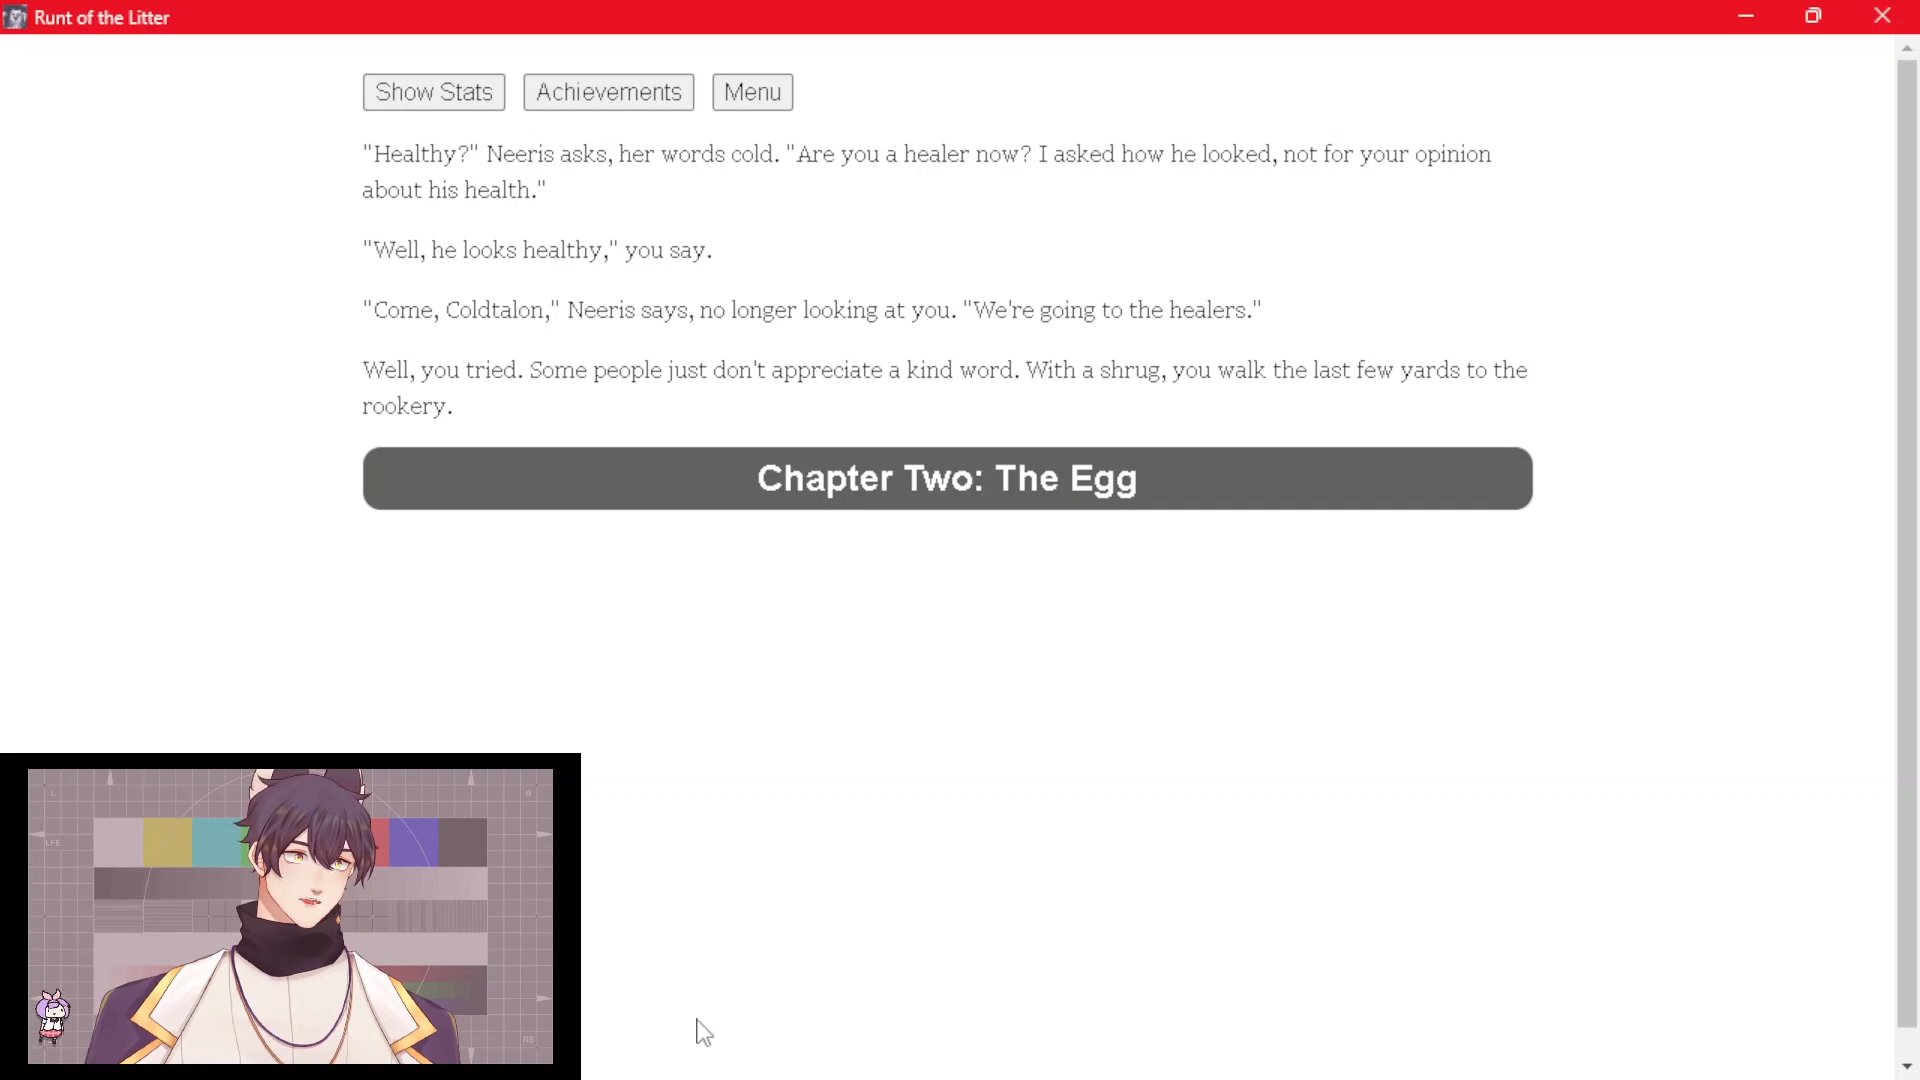 Runt of the Litter
Show Stats
Achievements
Menu
"Healthy?" Neeris asks, her words cold. "Are you a healer now? I asked how he looked, not for your opinion
about his health."
"Well, he looks healthy," you say.
"Come, Coldtalon," Neeris says, no longer looking at you. "We're going to the healers."
Well, you tried. Some people just don't appreciate a kind word. With a shrug, you walk the last few yards to the
rookery.
Chapter Two: The Egg
L
R
LFE
RS